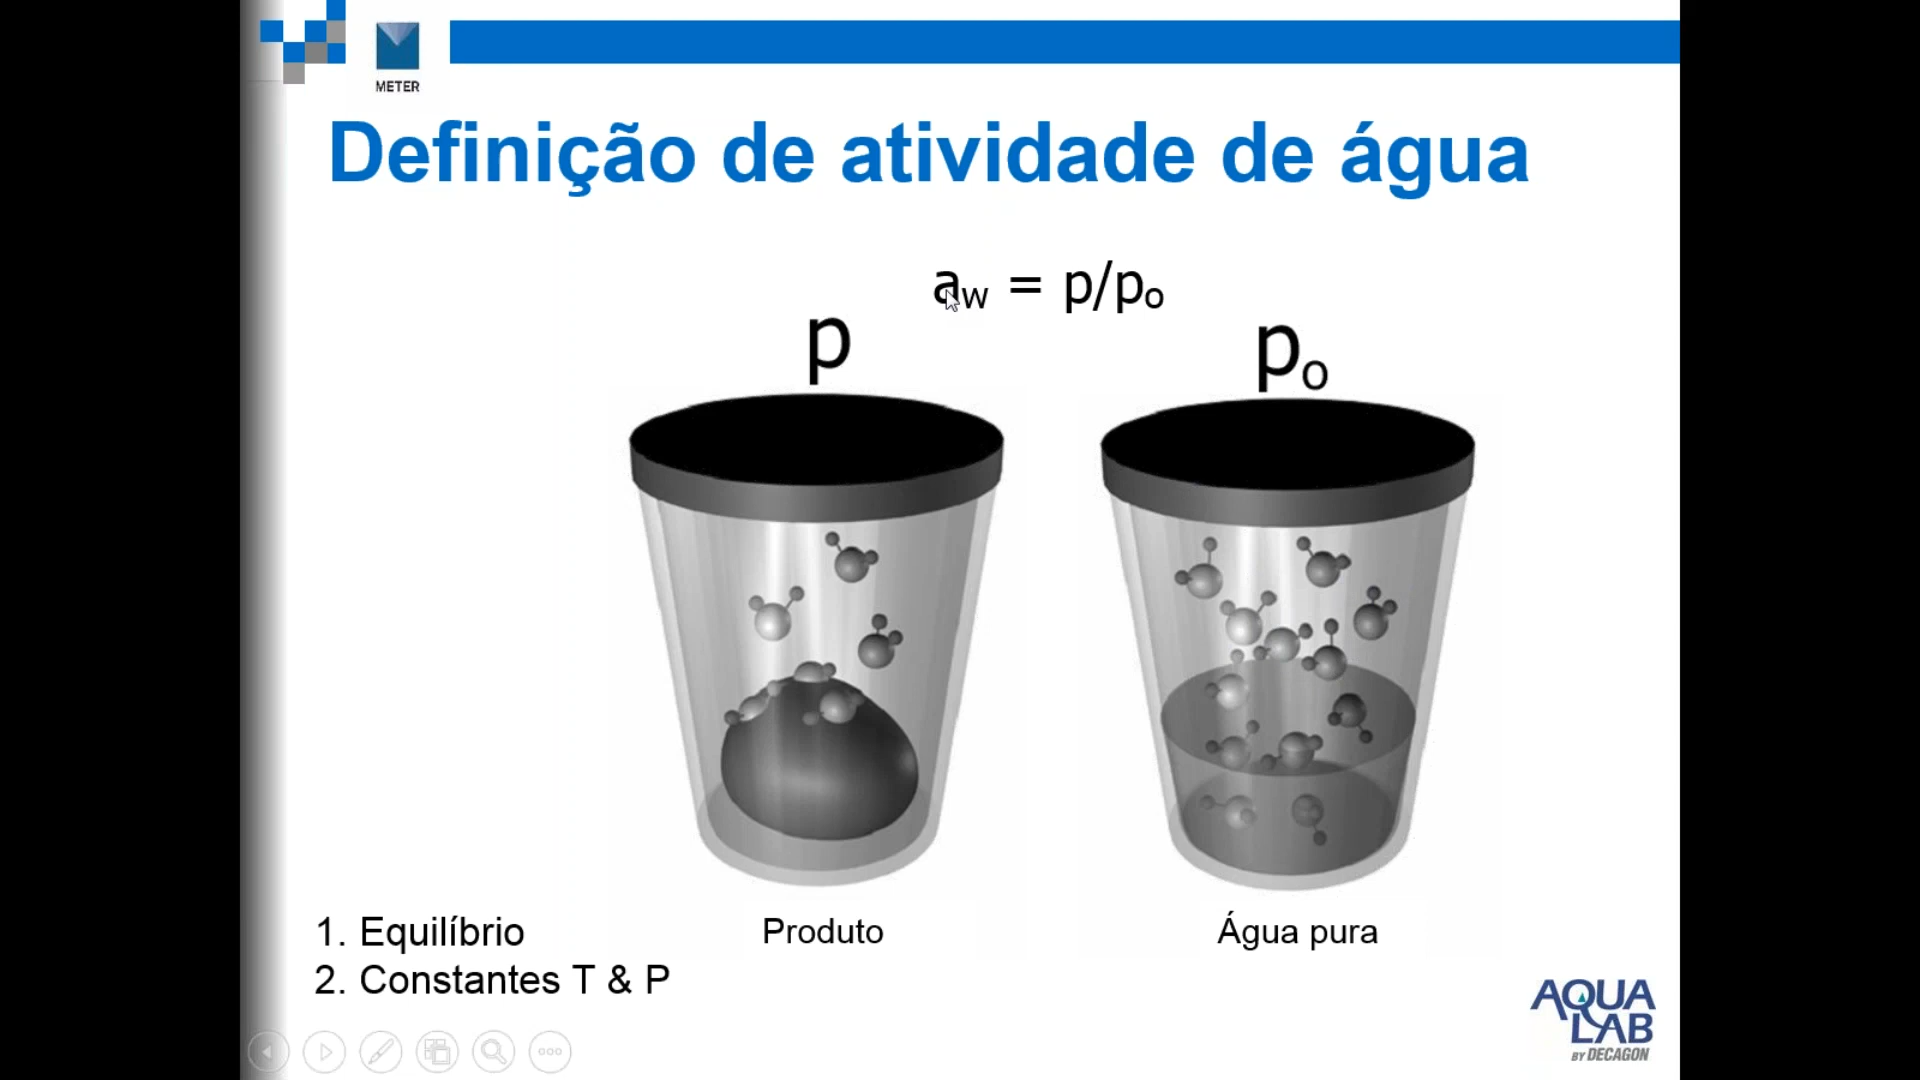 METER
Definição de atividade de água
aw = p/po
p
po
Produto
Água pura
1. Equilíbrio
2. Constantes T & P
AQUA
LAB
BY DECAGON